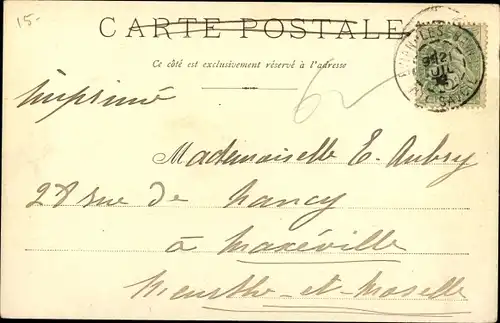 15-
CARTE POSTALE
Ce côté est exclusivement réservé à l'adresse
Imprimé
Mademoiselle E. Aubry
28 rue de Nancy
à Maxéville
Meurthe-et-Moselle